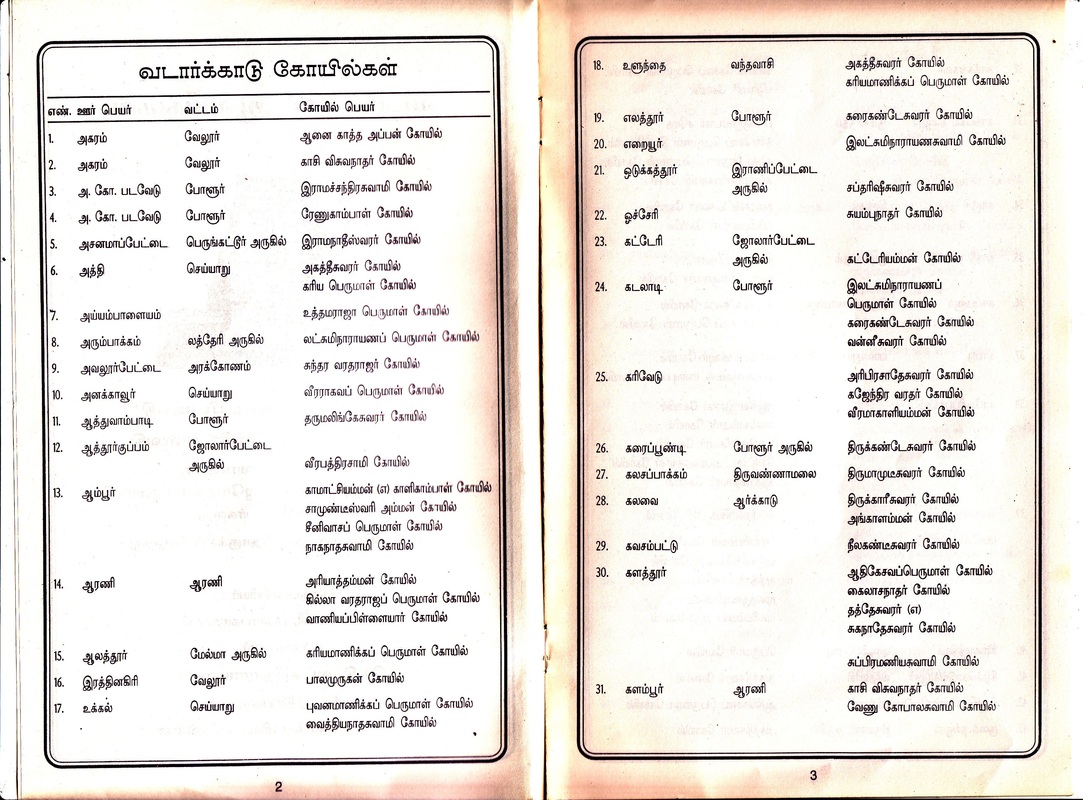 வடார்க்காடு கோயில்கள்
எண். ஊர் பெயர் வட்டம் கோயில் பெயர்
1. அகரம் வேலூர் ஆனை காத்த அப்பன் கோயில்
2. அகரம் வேலூர் காசி விசுவநாதர் கோயில்
3. அ. கோ. படவேடு போளூர் இராமச்சந்திரசுவாமி கோயில்
4. அ. கோ. படவேடு போளூர் ரேணுகாம்பாள் கோயில்
5. அசனமாப்பேட்டை பெருங்கட்டூர் அருகில் இராமநாதீஸ்வரர் கோயில்
6. அத்தி செய்யாறு அகத்தீசுவரர் கோயில்
கரிய பெருமாள் கோயில்
7. அய்யம்பாளையம் உத்தமராஜா பெருமாள் கோயில்
8. அரும்பாக்கம் லத்தேரி அருகில் லட்சுமிநாராயணப் பெருமாள் கோயில்
9. அவலூர்பேட்டை அரக்கோணம் சுந்தர வரதராஜர் கோயில்
10. அனக்காவூர் செய்யாறு வீரராகவப் பெருமாள் கோயில்
11. ஆத்துவாம்பாடி போளூர் தருமலிங்கேசுவரர் கோயில்
12. ஆத்தூர்குப்பம் ஜோலார்பேட்டை
அருகில் வீரபத்திரசாமி கோயில்
13. ஆம்பூர் காமாட்சியம்மன் (எ) காளிகாம்பாள் கோயில்
சாமுண்டீஸ்வரி அம்மன் கோயில்
சீனிவாசப் பெருமாள் கோயில்
நாகநாதசுவாமி கோயில்
14. ஆரணி ஆரணி அரியாத்தம்மன் கோயில்
கில்லா வரதராஜப் பெருமாள் கோயில்
வாணியப்பிள்ளையார் கோயில்
15. ஆலத்தூர் மேல்மா அருகில் கரியமாணிக்கப் பெருமாள் கோயில்
16. இரத்தினகிரி வேலூர் பாலமுருகன் கோயில்
17. உக்கல் செய்யாறு புவனமாணிக்கப் பெருமாள் கோயில்
வைத்தியநாதசுவாமி கோயில்
2
18. உளுந்தை வந்தவாசி அகத்தீசுவரர் கோயில்
கரியமாணிக்கப் பெருமாள் கோயில்
19. எலத்தூர் போளூர் கரைகண்டேசுவரர் கோயில்
20. எறையூர் இலட்சுமிநாராயணசுவாமி கோயில்
21. ஒடுக்கத்தூர் இராணிப்பேட்டை
அருகில் சப்தரிஷீசுவரர் கோயில்
22. ஓச்சேரி சுயம்புநாதர் கோயில்
23. கட்டேரி ஜோலார்பேட்டை
அருகில் கட்டேரியம்மன் கோயில்
24. கடலாடி போளூர் இலட்சுமிநாராயணப்
பெருமாள் கோயில்
கரைகண்டேசுவரர் கோயில்
வன்னீசுவரர் கோயில்
25. கரிவேடு அரிபிரசாதேசுவரர் கோயில்
கஜேந்திர வரதர் கோயில்
வீரமாகாளியம்மன் கோயில்
26. கரைப்பூண்டி போளூர் அருகில் திருக்கண்டேசுவரர் கோயில்
27. கலசப்பாக்கம் திருவண்ணாமலை திருமாமுடீசுவரர் கோயில்
28. கலவை ஆர்க்காடு திருக்காரீசுவரர் கோயில்
அங்காளம்மன் கோயில்
29. கவசம்பட்டு நீலகண்டீசுவரர் கோயில்
30. களத்தூர் ஆதிகேசவப்பெருமாள் கோயில்
கைலாசநாதர் கோயில்
தத்தேசுவரர் (எ)
சுகநாதேசுவரர் கோயில்
சுப்பிரமணியசுவாமி கோயில்
31. களம்பூர் ஆரணி காசி விசுவநாதர் கோயில்
வேணு கோபாலசுவாமி கோயில்
3